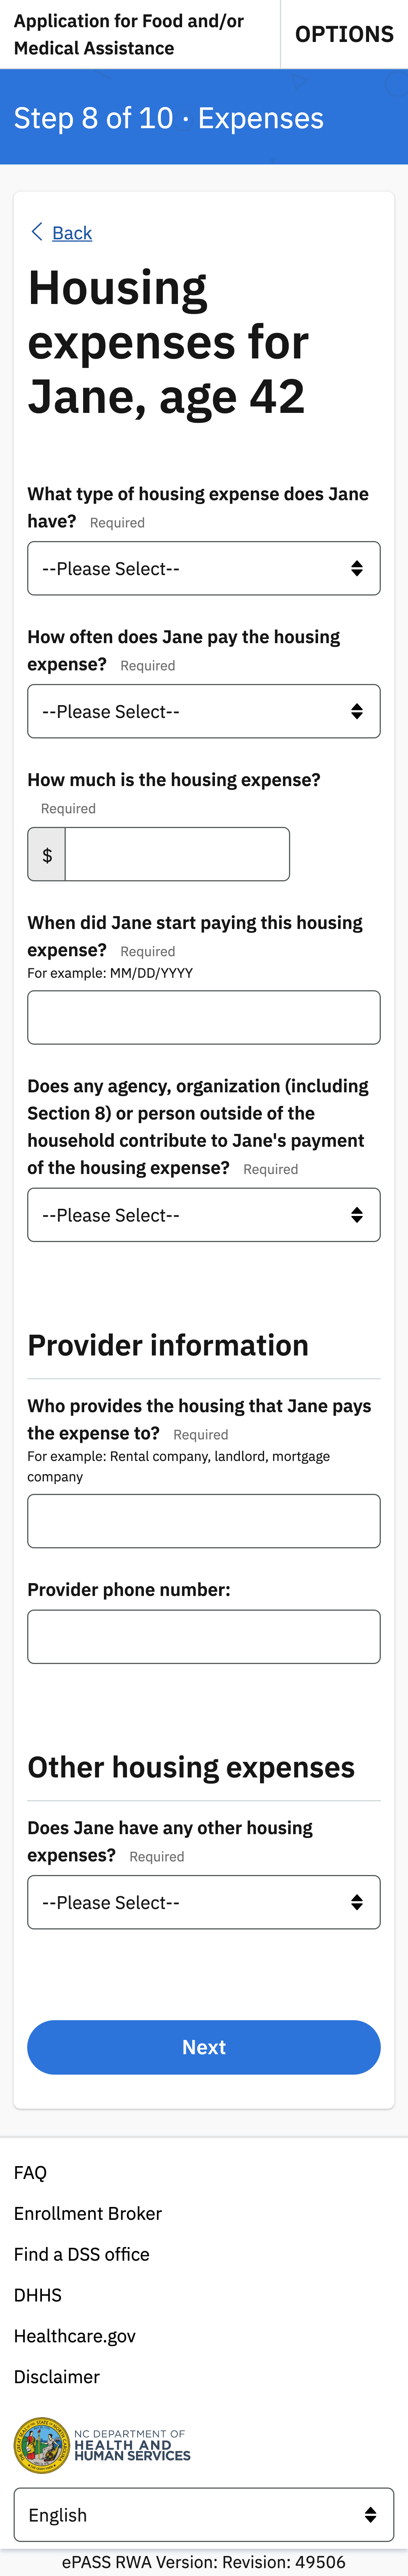 Application for Food and/or
Medical Assistance
OPTIONS
Step 8 of 10 · Expenses
Back
Housing
expenses for
Jane, age 42
What type of housing expense does Jane
have? Required
--Please Select--
How often does Jane pay the housing
expense? Required
--Please Select--
How much is the housing expense?
Required
$
When did Jane start paying this housing
expense? Required
For example: MM/DD/YYYY
Does any agency, organization (including
Section 8) or person outside of the
household contribute to Jane's payment
of the housing expense? Required
--Please Select--
Provider information
Who provides the housing that Jane pays
the expense to? Required
For example: Rental company, landlord, mortgage
company
Provider phone number:
Other housing expenses
Does Jane have any other housing
expenses? Required
--Please Select--
Next
FAQ
Enrollment Broker
Find a DSS office
DHHS
Healthcare.gov
Disclaimer
NC DEPARTMENT OF
HEALTH AND
HUMAN SERVICES
English
ePASS RWA Version: Revision: 49506